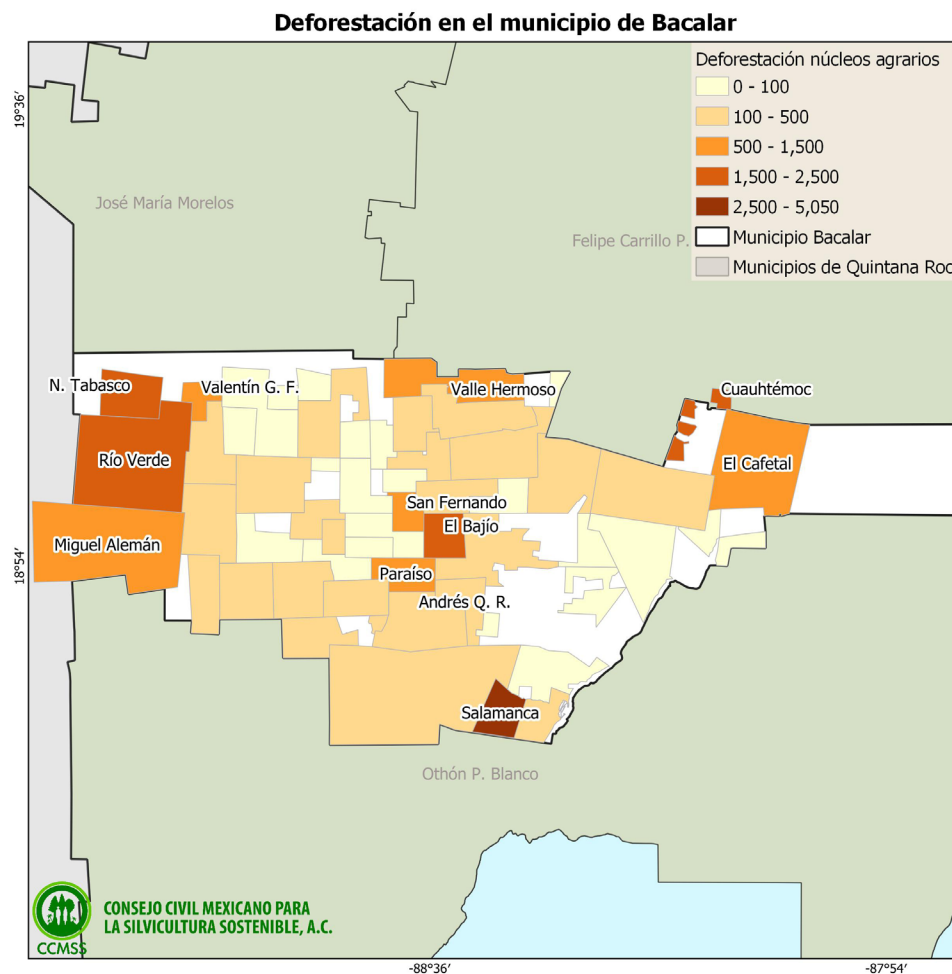 Deforestación en el municipio de Bacalar
Deforestación núcleos agrarios
0 - 100
100 - 500
500 - 1,500
1,500 - 2,500
2,500 - 5,050
Municipio Bacalar
Municipios de Quintana Roo
19°36'
José María Morelos
Felipe Carrillo P.
N. Tabasco
Valentín G. F.
Valle Hermoso
Cuauhtémoc
Río Verde
El Cafetal
San Fernando
El Bajío
Miguel Alemán
18°54'
Paraíso
Andrés Q. R.
Salamanca
Othón P. Blanco
CCMSS
CONSEJO CIVIL MEXICANO PARA
LA SILVICULTURA SOSTENIBLE, A.C.
-88°36'
-87°54'